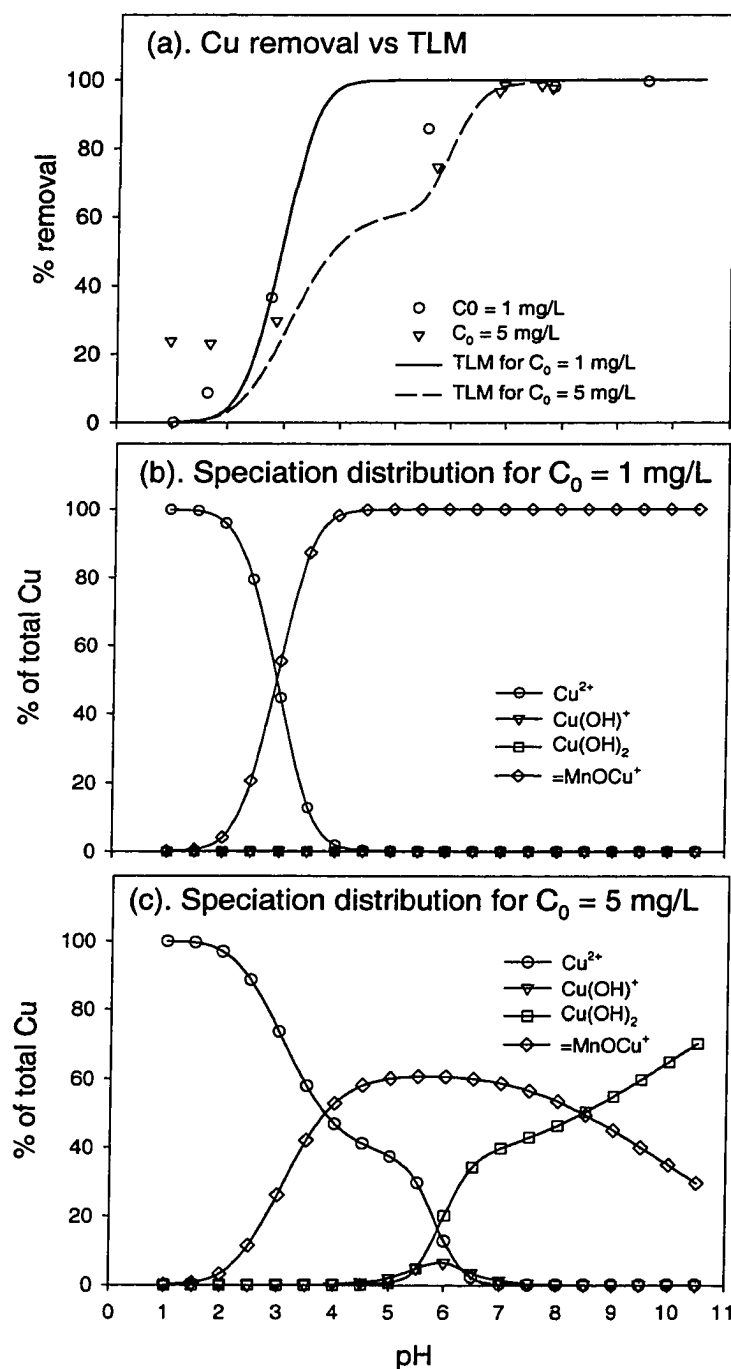 (a). Cu removal vs TLM
100
80
60
40
20
0
% removal
C0 = 1 mg/L
C₀ = 5 mg/L
TLM for C₀ = 1 mg/L
TLM for C₀ = 5 mg/L
(b). Speciation distribution for C₀ = 1 mg/L
100
80
60
40
20
0
% of total Cu
Cu²⁺
Cu(OH)⁺
Cu(OH)₂
=MnOCu⁺
(c). Speciation distribution for C₀ = 5 mg/L
100
80
60
40
20
0
% of total Cu
Cu²⁺
Cu(OH)⁺
Cu(OH)₂
=MnOCu⁺
0 1 2 3 4 5 6 7 8 9 10 11
pH